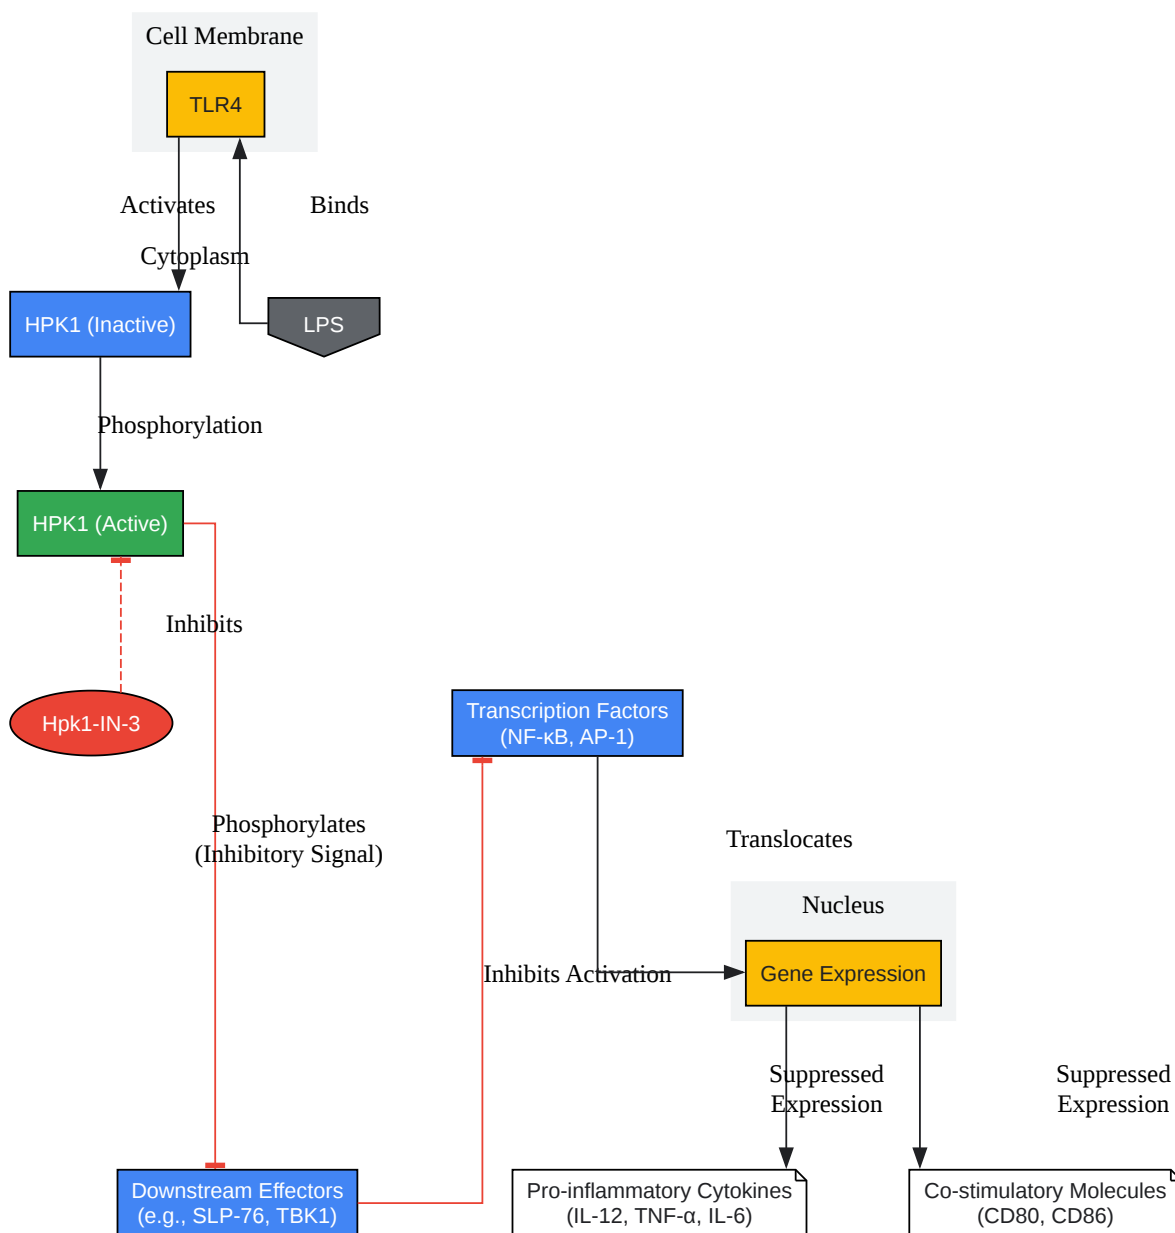 Cell Membrane
TLR4
Activates
Binds
Cytoplasm
HPK1 (Inactive)
LPS
Phosphorylation
HPK1 (Active)
Inhibits
Hpk1-IN-3
Transcription Factors
(NF-κB, AP-1)
Phosphorylates
(Inhibitory Signal)
Translocates
Nucleus
Inhibits Activation
Gene Expression
Suppressed
Expression
Suppressed
Expression
Downstream Effectors
(e.g., SLP-76, TBK1)
Pro-inflammatory Cytokines
(IL-12, TNF-α, IL-6)
Co-stimulatory Molecules
(CD80, CD86)